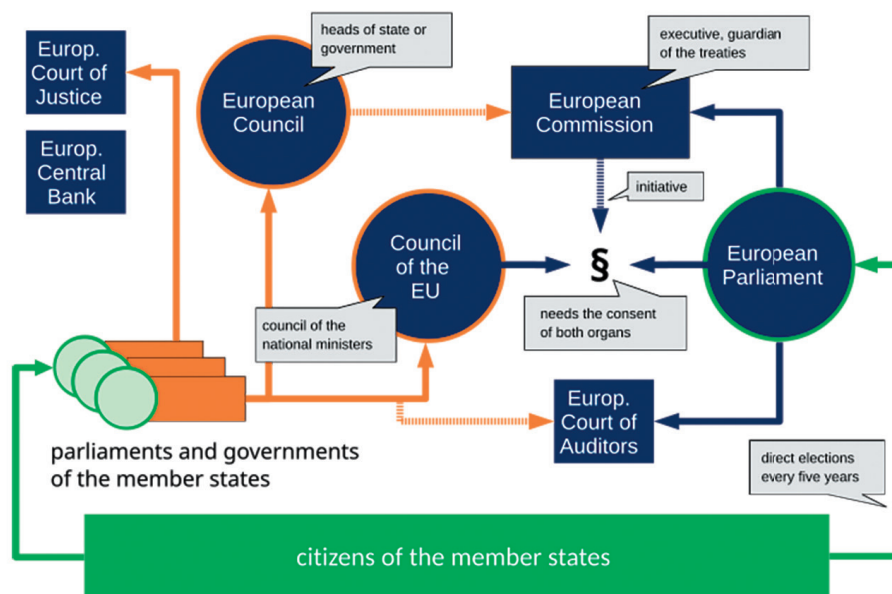 heads of state or
government
executive, guardian
of the treaties
Europ.
Court of
Justice
European
Council
European
Commission
Europ.
Central
Bank
initiative
Council
of the
EU
§
European
Parliament
council of the
national ministers
needs the consent
of both organs
Europ.
Court of
Auditors
parliaments and governments
of the member states
direct elections
every five years
citizens of the member states